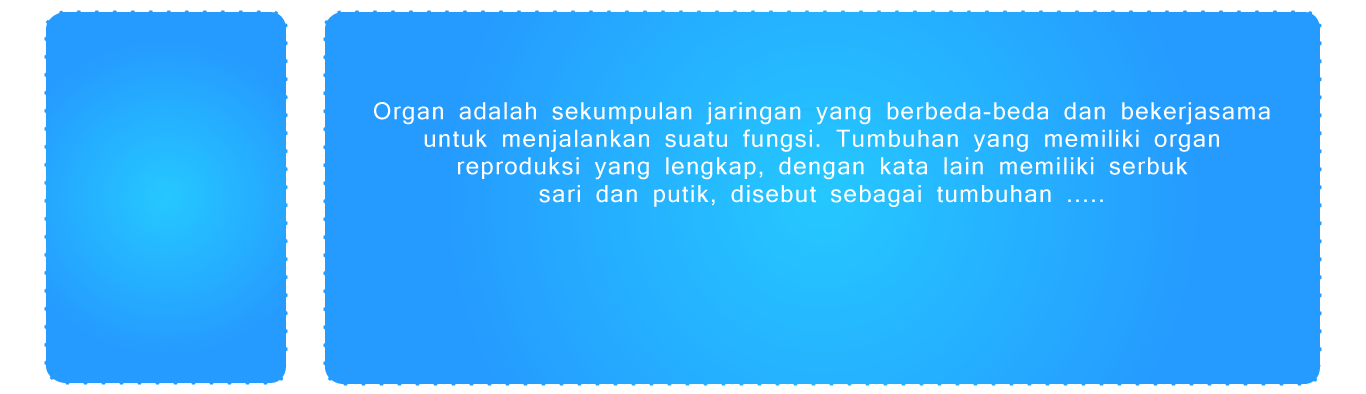 Organ adalah sekumpulan jaringan yang berbeda-beda dan bekerjasama
untuk menjalankan suatu fungsi. Tumbuhan yang memiliki organ
reproduksi yang lengkap, dengan kata lain memiliki serbuk
sari dan putik, disebut sebagai tumbuhan .....